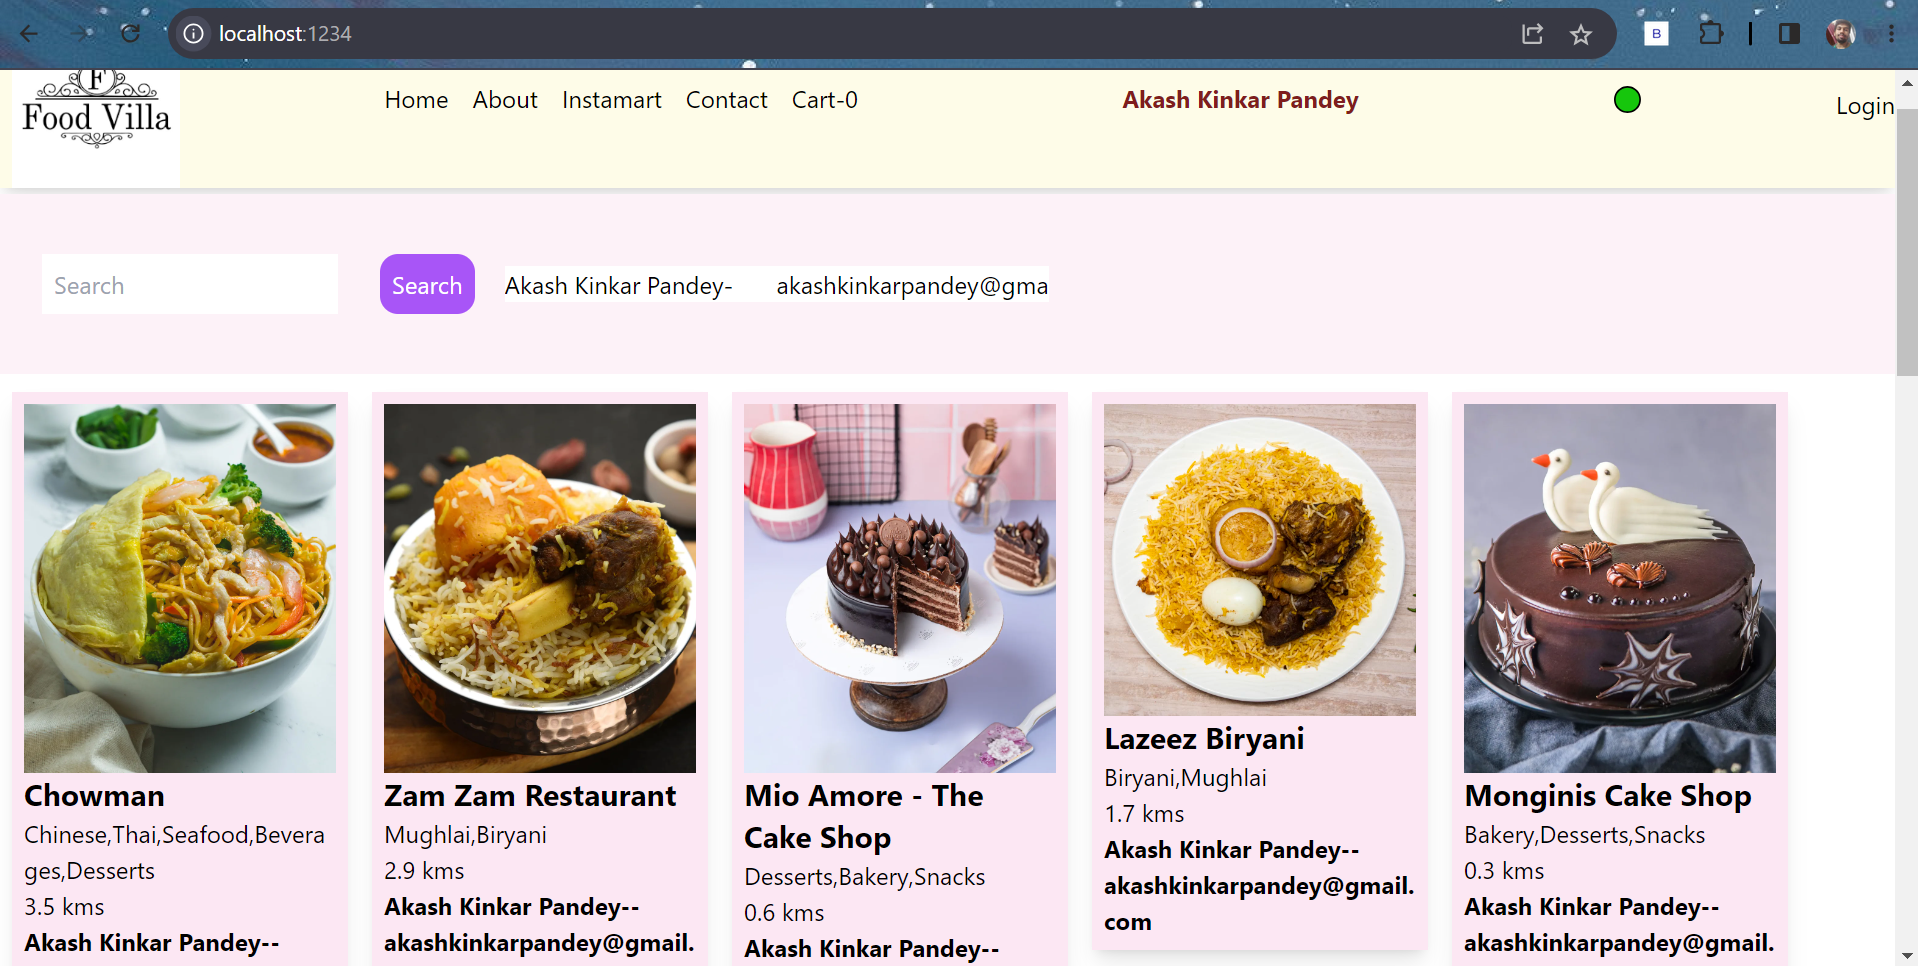 localhost:1234
B
F
Food Villa
Home About Instamart Contact Cart-0
Akash Kinkar Pandey
Login
Search
Search
Akash Kinkar Pandey- akashkinkarpandey@gma
Chowman
Chinese,Thai,Seafood,Bevera
ges,Desserts
3.5 kms
Akash Kinkar Pandey--
Zam Zam Restaurant
Mughlai,Biryani
2.9 kms
Akash Kinkar Pandey--
akashkinkarpandey@gmail.
Mio Amore - The
Cake Shop
Desserts,Bakery,Snacks
0.6 kms
Akash Kinkar Pandey--
Lazeez Biryani
Biryani,Mughlai
1.7 kms
Akash Kinkar Pandey--
akashkinkarpandey@gmail.
com
Monginis Cake Shop
Bakery,Desserts,Snacks
0.3 kms
Akash Kinkar Pandey--
akashkinkarpandey@gmail.